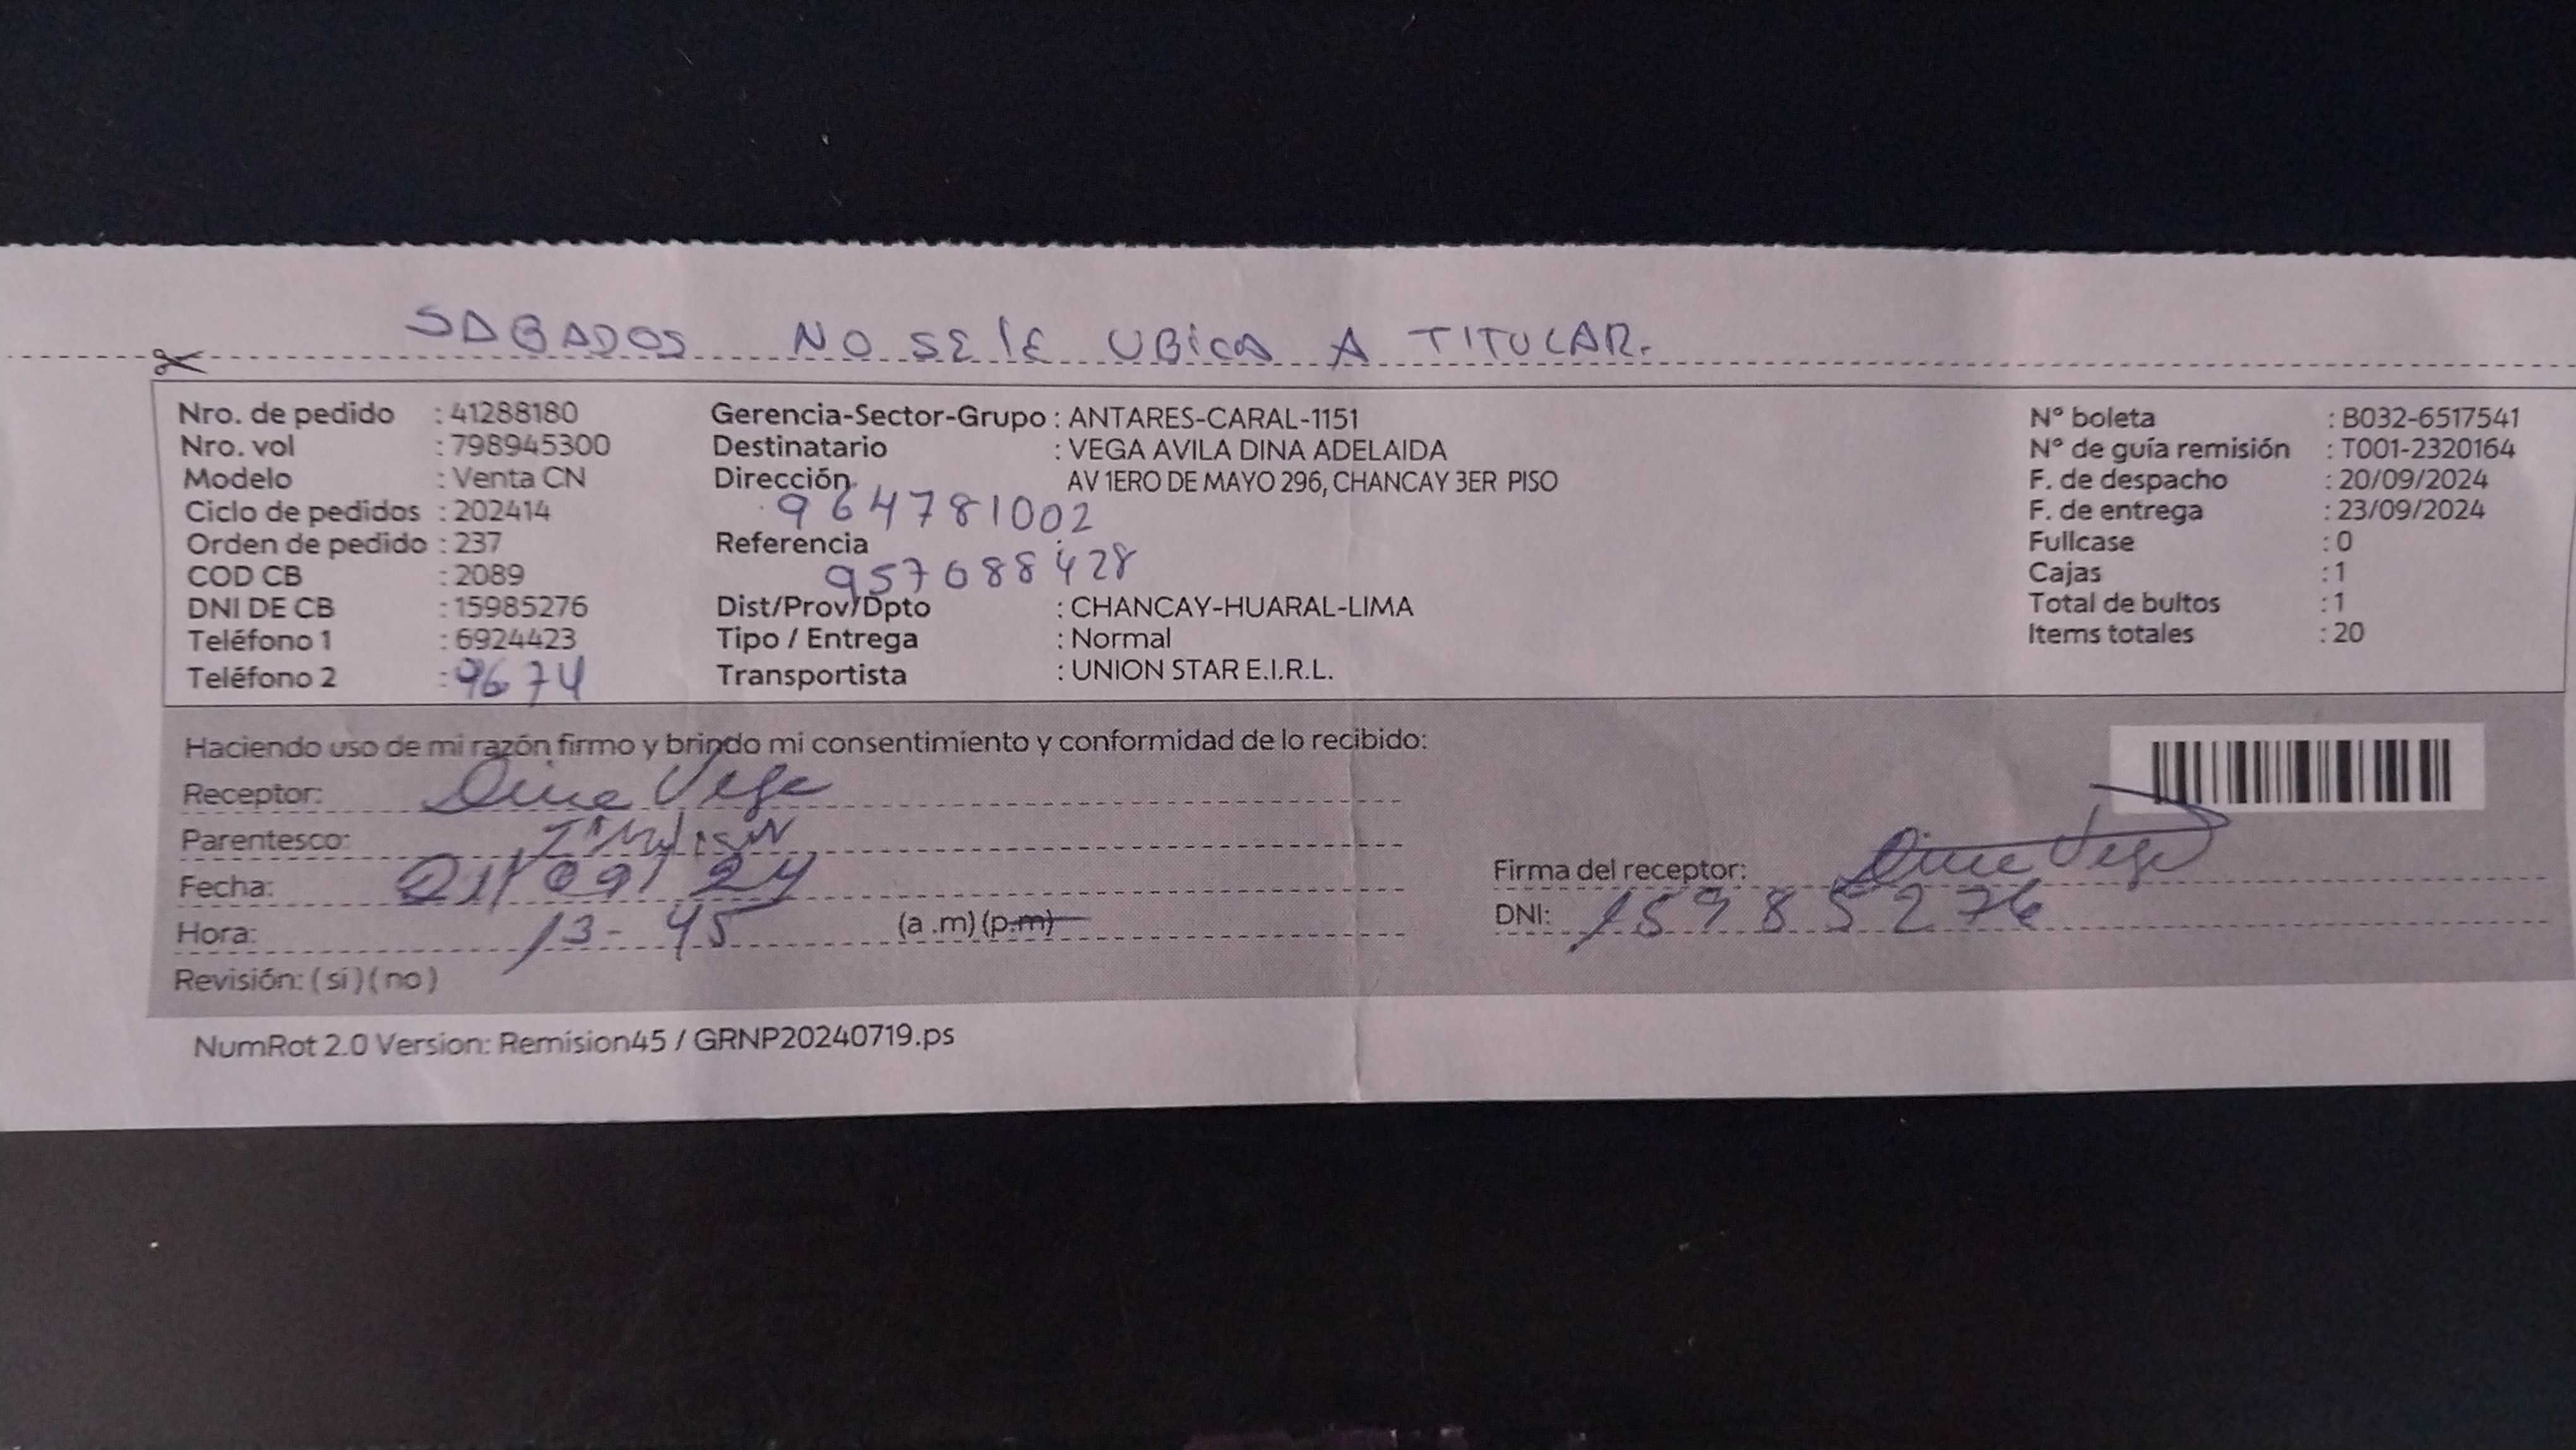 SABADOS NO SE LE UBICA A TITULAR.
Nro. de pedido : 41288180
Nro. vol : 798945300
Modelo : Venta CN
Ciclo de pedidos : 202414
Orden de pedido : 237
COD CB : 2089
DNI DE CB : 15985276
Teléfono 1 : 6924423
Teléfono 2 : 9674
Gerencia-Sector-Grupo : ANTARES-CARAL-1151
Destinatario : VEGA AVILA DINA ADELAIDA
Dirección AV 1ERO DE MAYO 296, CHANCAY 3ER PISO
964781002
Referencia :
957688428
Dist/Prov/Dpto : CHANCAY-HUARAL-LIMA
Tipo / Entrega : Normal
Transportista : UNION STAR E.I.R.L.
N° boleta : B032-6517541
N° de guía remisión : T001-2320164
F. de despacho : 20/09/2024
F. de entrega : 23/09/2024
Fullcase : 0
Cajas : 1
Total de bultos : 1
Items totales : 20
Haciendo uso de mi razón firmo y brindo mi consentimiento y conformidad de lo recibido:
Receptor: Dina Vega
Parentesco:
Fecha: 21/09/24
Hora: 13-45 (a .m) (p.m)
Revisión: ( si ) ( no )
Firma del receptor: Dina Vega
DNI: 15985276
NumRot 2.0 Version: Remision45 / GRNP20240719.ps